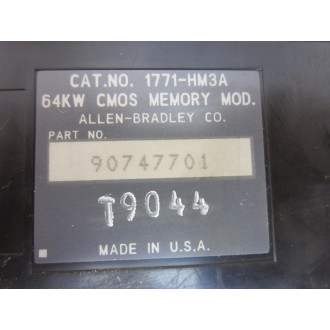 CAT.NO. 1771-HM3A
64KW CMOS MEMORY MOD.
ALLEN-BRADLEY CO.
PART NO.
90747701
T9044
MADE IN U.S.A.